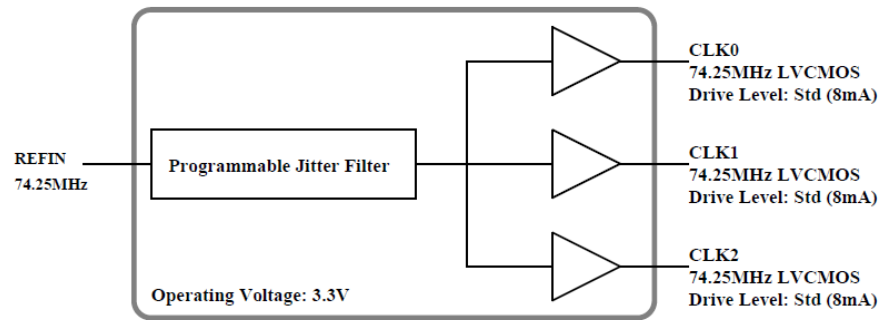 CLK0
74.25MHz LVCMOS
Drive Level: Std (8mA)
REFIN
74.25MHz
Programmable Jitter Filter
CLK1
74.25MHz LVCMOS
Drive Level: Std (8mA)
CLK2
74.25MHz LVCMOS
Drive Level: Std (8mA)
Operating Voltage: 3.3V